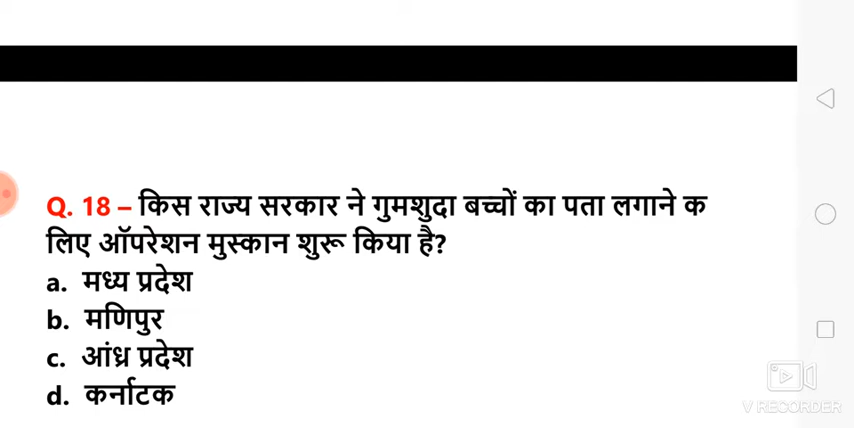 Q. 18 – किस राज्य सरकार ने गुमशुदा बच्चों का पता लगाने क
लिए ऑपरेशन मुस्कान शुरू किया है?
a. मध्य प्रदेश
b. मणिपुर
c. आंध्र प्रदेश
d. कर्नाटक
V RECORDER